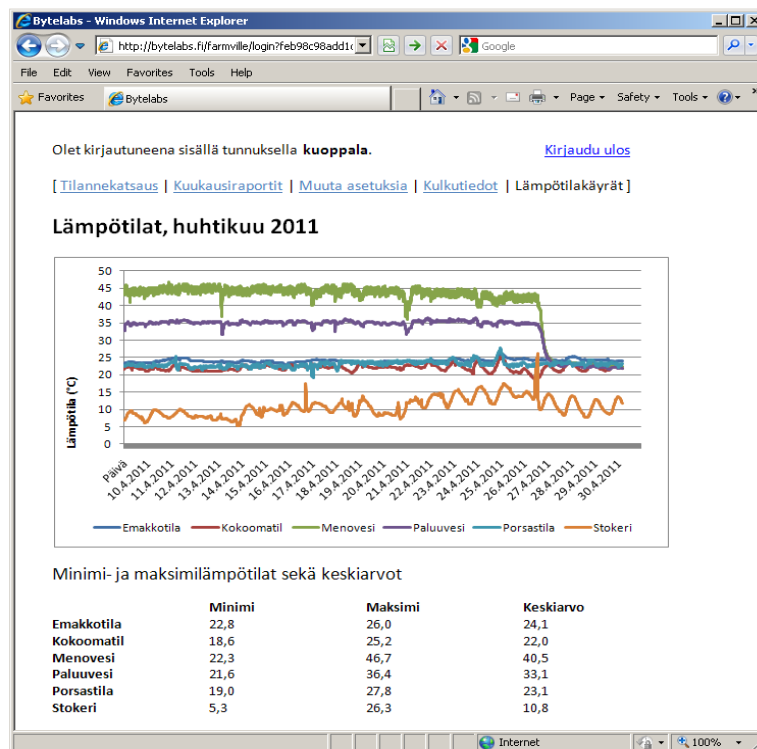 Bytelabs - Windows Internet Explorer
http://bytelabs.fi/farmville/login?feb98c98add1
Google
File Edit View Favorites Tools Help
Favorites Bytelabs Page Safety Tools
Olet kirjautuneena sisällä tunnuksella kuoppala. Kirjaudu ulos
[ Tilannekatsaus | Kuukausiraportit | Muuta asetuksia | Kulkutiedot | Lämpötilakäyrät ]
Lämpötilat, huhtikuu 2011
50
45
40
35
30
25
20
15
10
5
0
Lämpötila (°C)
Päivä 10.4.2011 11.4.2011 12.4.2011 13.4.2011 14.4.2011 15.4.2011 16.4.2011 17.4.2011 18.4.2011 19.4.2011 20.4.2011 21.4.2011 22.4.2011 23.4.2011 24.4.2011 25.4.2011 26.4.2011 27.4.2011 28.4.2011 29.4.2011 30.4.2011
Emakkotila Kokoomatil Menovesi Paluuvesi Porsastila Stokeri
Minimi- ja maksimilämpötilat sekä keskiarvot
Minimi Maksimi Keskiarvo
Emakkotila 22,8 26,0 24,1
Kokoomatil 18,6 25,2 22,0
Menovesi 22,3 46,7 40,5
Paluuvesi 21,6 36,4 33,1
Porsastila 19,0 27,8 23,1
Stokeri 5,3 26,3 10,8
Internet 100%